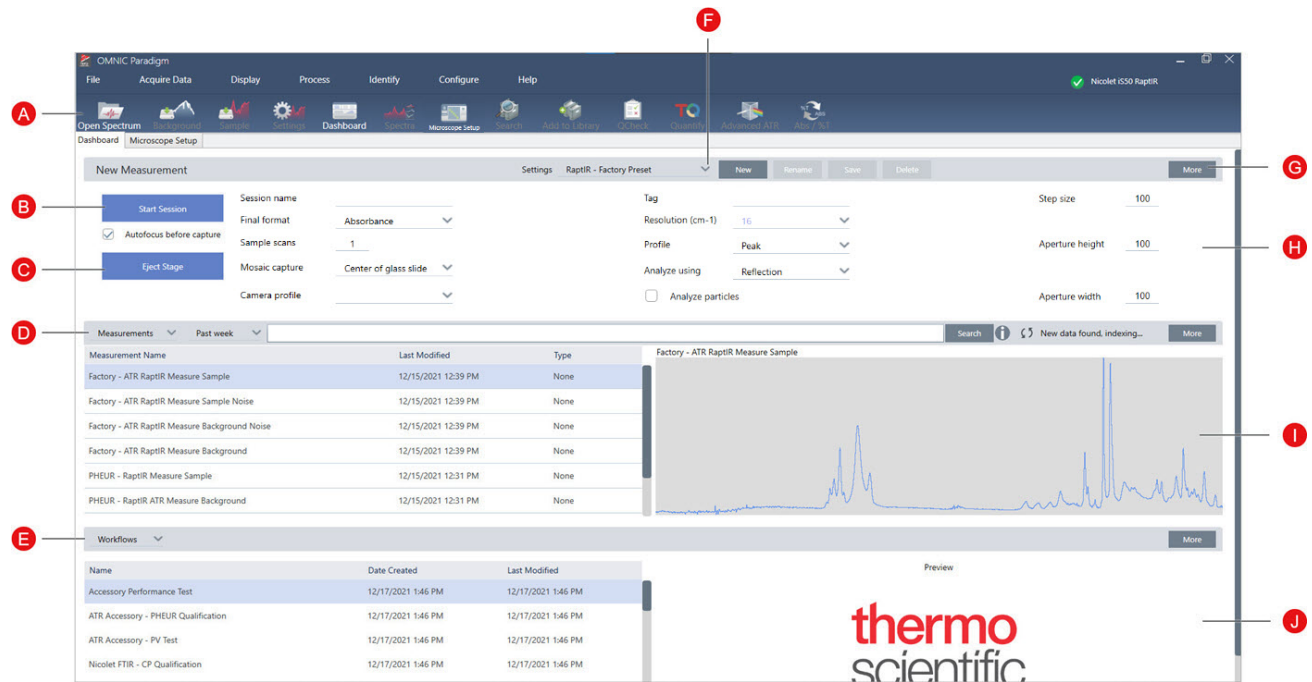 F
OMNIC Paradigm
File Acquire Data Display Process Identify Configure Help
Nicolet iS50 RaptIR
A
Open Spectrum Background Sample Settings Dashboard Spectra Microscope Setup Search Add to Library QCheck Quantify Advanced ATR Abs / %T
Dashboard Microscope Setup
New Measurement Settings RaptIR - Factory Preset New Rename Save Delete More
G
B
Start Session Session name Tag Step size 100
Final format Absorbance Resolution (cm-1) 16
Autofocus before capture Sample scans 1 Profile Peak Aperture height 100
H
C
Eject Stage Mosaic capture Center of glass slide Analyze using Reflection
Camera profile Analyze particles Aperture width 100
D
Measurements Past week Search i New data found, indexing... More
Measurement Name Last Modified Type Factory - ATR RaptIR Measure Sample
Factory - ATR RaptIR Measure Sample 12/15/2021 12:39 PM None
Factory - ATR RaptIR Measure Sample Noise 12/15/2021 12:39 PM None
Factory - ATR RaptIR Measure Background Noise 12/15/2021 12:39 PM None
I
Factory - ATR RaptIR Measure Background 12/15/2021 12:39 PM None
PHEUR - RaptIR Measure Sample 12/15/2021 12:31 PM None
PHEUR - RaptIR ATR Measure Background 12/15/2021 12:31 PM None
E
Workflows More
Name Date Created Last Modified Preview
Accessory Performance Test 12/17/2021 1:46 PM 12/17/2021 1:46 PM
ATR Accessory - PHEUR Qualification 12/17/2021 1:46 PM 12/17/2021 1:46 PM
thermo
J
ATR Accessory - PV Test 12/17/2021 1:46 PM 12/17/2021 1:46 PM
Nicolet FTIR - CP Qualification 12/17/2021 1:46 PM 12/17/2021 1:46 PM
scientific